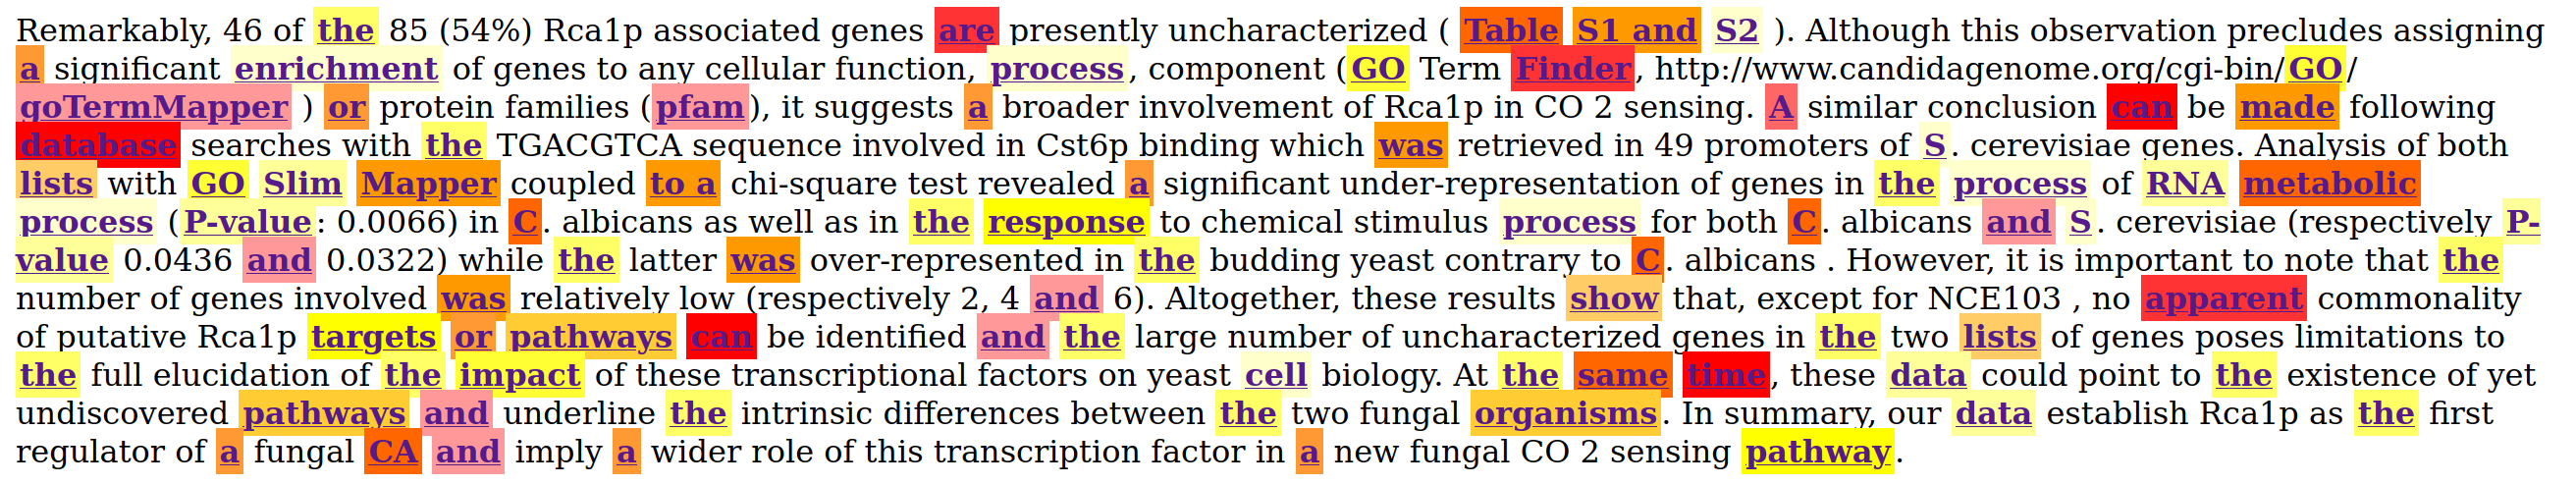 Remarkably, 46 of the 85 (54%) Rca1p associated genes are presently uncharacterized ( Table S1 and S2 ). Although this observation precludes assigning
a significant enrichment of genes to any cellular function, process, component (GO Term Finder, http://www.candidagenome.org/cgi-bin/GO/
goTermMapper ) or protein families (pfam), it suggests a broader involvement of Rca1p in CO 2 sensing. A similar conclusion can be made following
database searches with the TGACGTCA sequence involved in Cst6p binding which was retrieved in 49 promoters of S. cerevisiae genes. Analysis of both
lists with GO Slim Mapper coupled to a chi-square test revealed a significant under-representation of genes in the process of RNA metabolic
process (P-value: 0.0066) in C. albicans as well as in the response to chemical stimulus process for both C. albicans and S. cerevisiae (respectively P-
value 0.0436 and 0.0322) while the latter was over-represented in the budding yeast contrary to C. albicans . However, it is important to note that the
number of genes involved was relatively low (respectively 2, 4 and 6). Altogether, these results show that, except for NCE103 , no apparent commonality
of putative Rca1p targets or pathways can be identified and the large number of uncharacterized genes in the two lists of genes poses limitations to
the full elucidation of the impact of these transcriptional factors on yeast cell biology. At the same time, these data could point to the existence of yet
undiscovered pathways and underline the intrinsic differences between the two fungal organisms. In summary, our data establish Rca1p as the first
regulator of a fungal CA and imply a wider role of this transcription factor in a new fungal CO 2 sensing pathway.